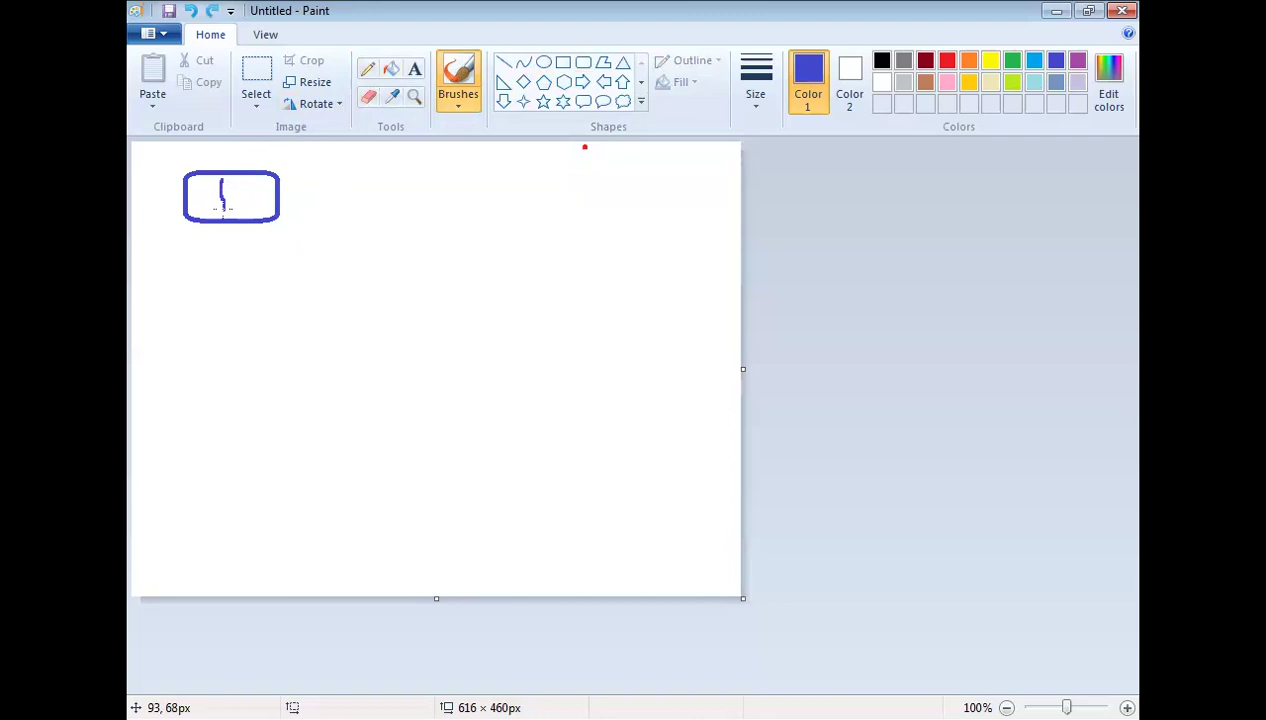 Untitled - Paint
Home
View
Paste
Cut
Copy
Clipboard
Select
Crop
Resize
Rotate
Image
A
Tools
Brushes
Shapes
Outline
Fill
Size
Color 1
Color 2
Edit colors
Colors
93, 68px
616 × 460px
100%